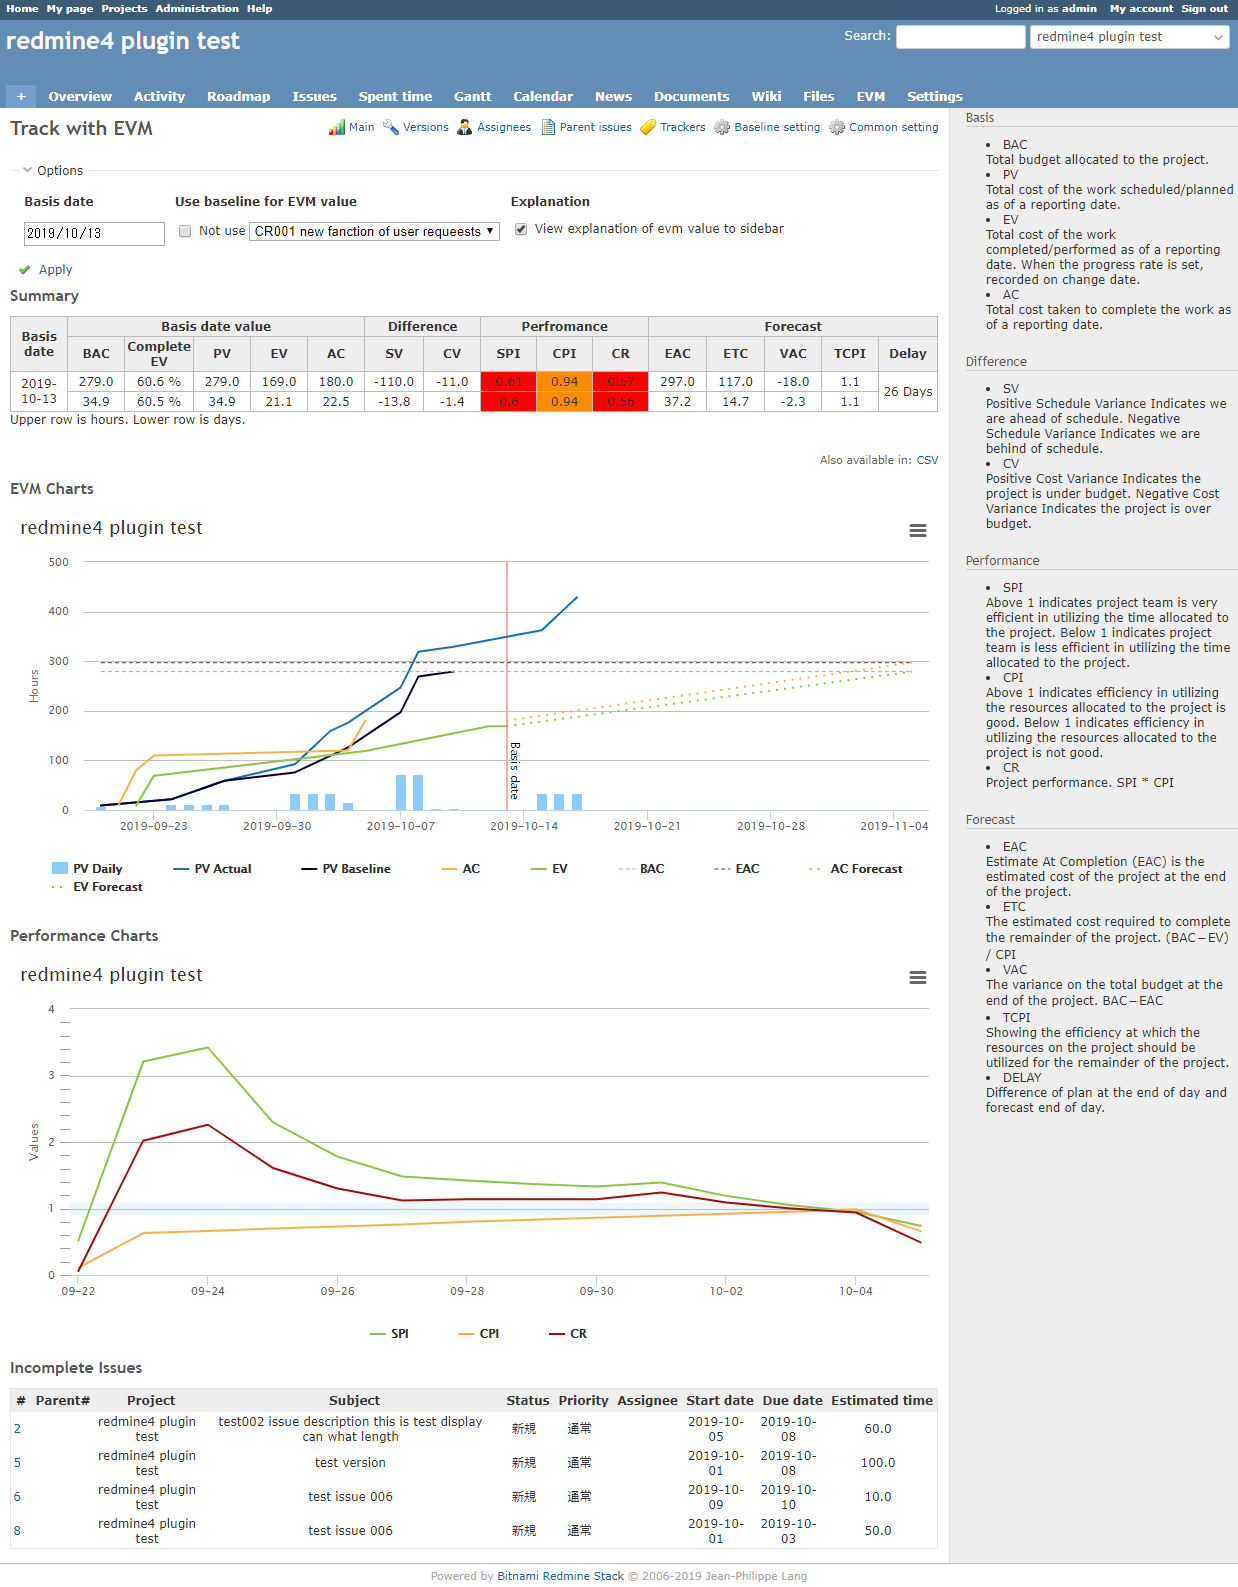 Home My page Projects Administration Help
Logged in as admin My account Sign out
redmine4 plugin test
Search:
redmine4 plugin test
+ Overview Activity Roadmap Issues Spent time Gantt Calendar News Documents Wiki Files EVM Settings
Track with EVM
Main Versions Assignees Parent issues Trackers Baseline setting Common setting
Options
Basis date Use baseline for EVM value Explanation
2019/10/13 Not use CR001 new fanction of user requeests View explanation of evm value to sidebar
Apply
Summary
Basis date Basis date value Difference Perfromance Forecast
BAC Complete EV PV EV AC SV CV SPI CPI CR EAC ETC VAC TCPI Delay
2019-10-13 279.0 60.6 % 279.0 169.0 180.0 -110.0 -11.0 0.61 0.94 0.57 297.0 117.0 -18.0 1.1 26 Days
34.9 60.5 % 34.9 21.1 22.5 -13.8 -1.4 0.6 0.94 0.56 37.2 14.7 -2.3 1.1
Upper row is hours. Lower row is days.
Also available in: CSV
EVM Charts
redmine4 plugin test
Hours
500
400
300
200
100
0
Basis date
2019-09-23 2019-09-30 2019-10-07 2019-10-14 2019-10-21 2019-10-28 2019-11-04
PV Daily PV Actual PV Baseline AC EV BAC EAC AC Forecast
EV Forecast
Performance Charts
redmine4 plugin test
Values
4
3
2
1
0
09-22 09-24 09-26 09-28 09-30 10-02 10-04
SPI CPI CR
Incomplete Issues
# Parent# Project Subject Status Priority Assignee Start date Due date Estimated time
2 redmine4 plugin test test002 issue description this is test display can what length 新規 通常 2019-10-05 2019-10-08 60.0
5 redmine4 plugin test test version 新規 通常 2019-10-01 2019-10-08 100.0
6 redmine4 plugin test test issue 006 新規 通常 2019-10-09 2019-10-10 10.0
8 redmine4 plugin test test issue 006 新規 通常 2019-10-01 2019-10-03 50.0
Basis
BAC
Total budget allocated to the project.
PV
Total cost of the work scheduled/planned
as of a reporting date.
EV
Total cost of the work
completed/performed as of a reporting
date. When the progress rate is set,
recorded on change date.
AC
Total cost taken to complete the work as
of a reporting date.
Difference
SV
Positive Schedule Variance Indicates we
are ahead of schedule. Negative
Schedule Variance Indicates we are
behind of schedule.
CV
Positive Cost Variance Indicates the
project is under budget. Negative Cost
Variance Indicates the project is over
budget.
Performance
SPI
Above 1 indicates project team is very
efficient in utilizing the time allocated to
the project. Below 1 indicates project
team is less efficient in utilizing the time
allocated to the project.
CPI
Above 1 indicates efficiency in utilizing
the resources allocated to the project is
good. Below 1 indicates efficiency in
utilizing the resources allocated to the
project is not good.
CR
Project performance. SPI * CPI
Forecast
EAC
Estimate At Completion (EAC) is the
estimated cost of the project at the end
of the project.
ETC
The estimated cost required to complete
the remainder of the project. (BAC−EV)
/ CPI
VAC
The variance on the total budget at the
end of the project. BAC−EAC
TCPI
Showing the efficiency at which the
resources on the project should be
utilized for the remainder of the project.
DELAY
Difference of plan at the end of day and
forecast end of day.
Powered by Bitnami Redmine Stack © 2006-2019 Jean-Philippe Lang